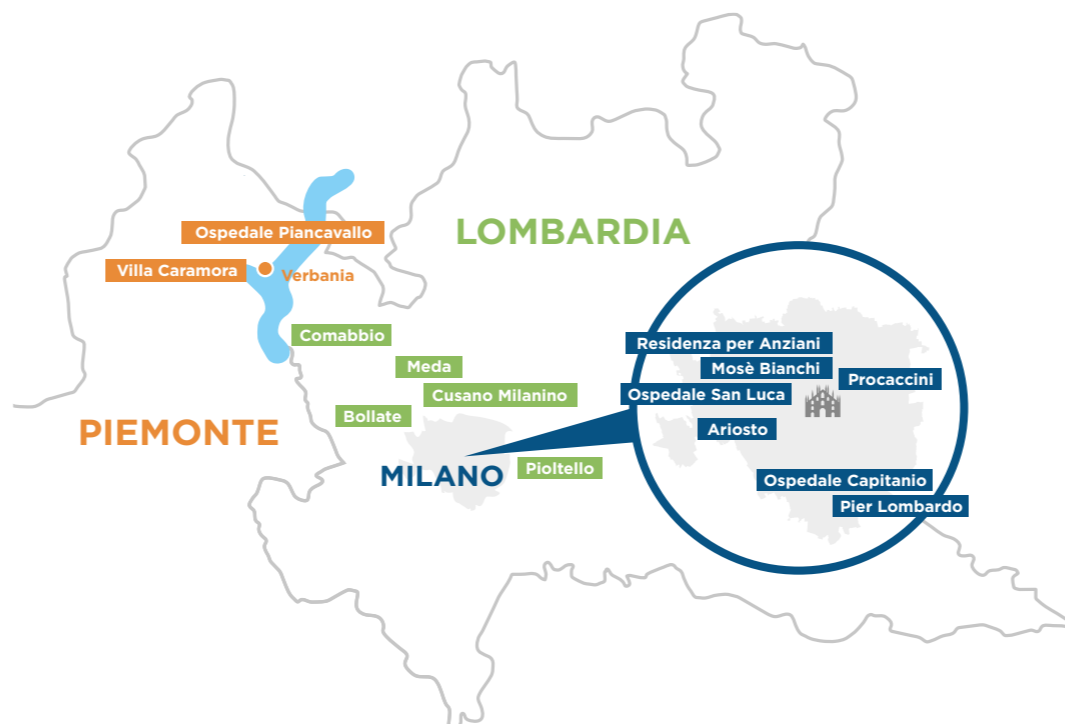 LOMBARDIA
Ospedale Piancavallo
Villa Caramora
Verbania
Comabbio
Meda
Cusano Milanino
Bollate
PIEMONTE
MILANO
Pioltello
Residenza per Anziani
Mosè Bianchi
Procaccini
Ospedale San Luca
Ariosto
Ospedale Capitanio
Pier Lombardo